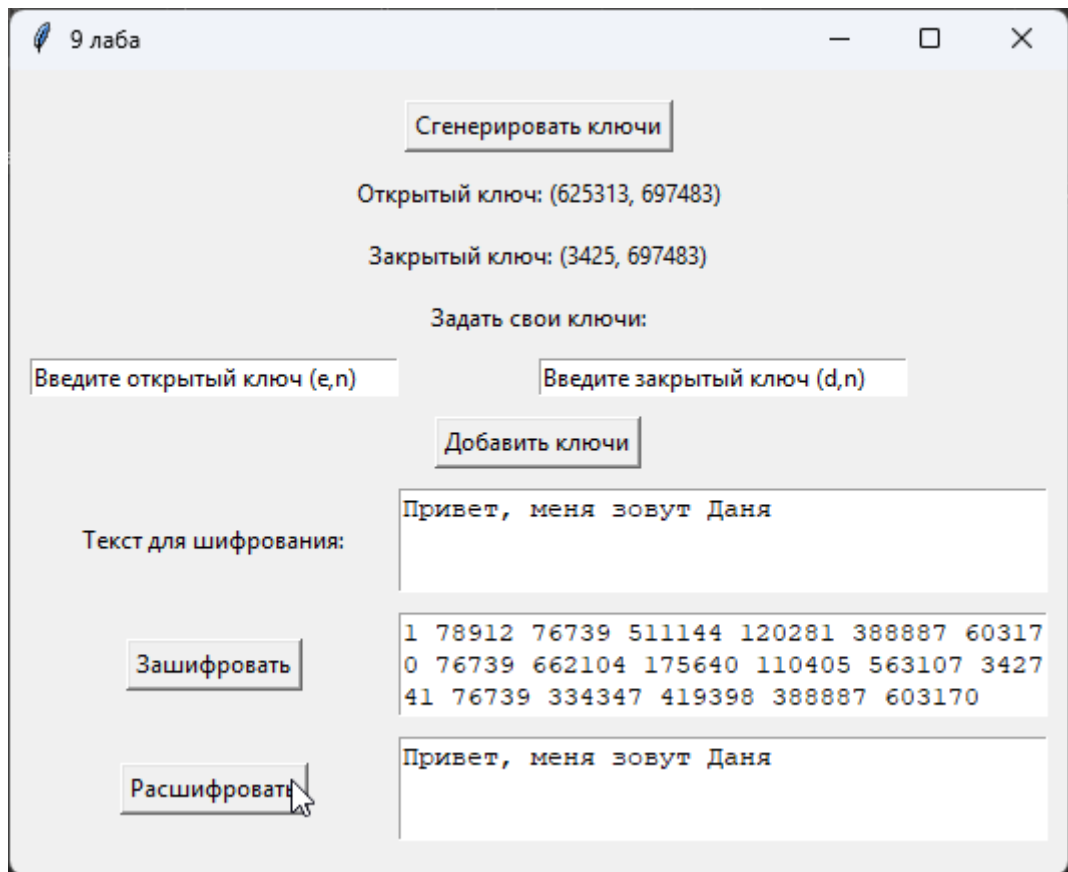 9 лаба
Сгенерировать ключи
Открытый ключ: (625313, 697483)
Закрытый ключ: (3425, 697483)
Задать свои ключи:
Введите открытый ключ (e,n)
Введите закрытый ключ (d,n)
Добавить ключи
Текст для шифрования:
Привет, меня зовут Даня
Зашифровать
1 78912 76739 511144 120281 388887 60317
0 76739 662104 175640 110405 563107 3427
41 76739 334347 419398 388887 603170
Расшифровать
Привет, меня зовут Даня